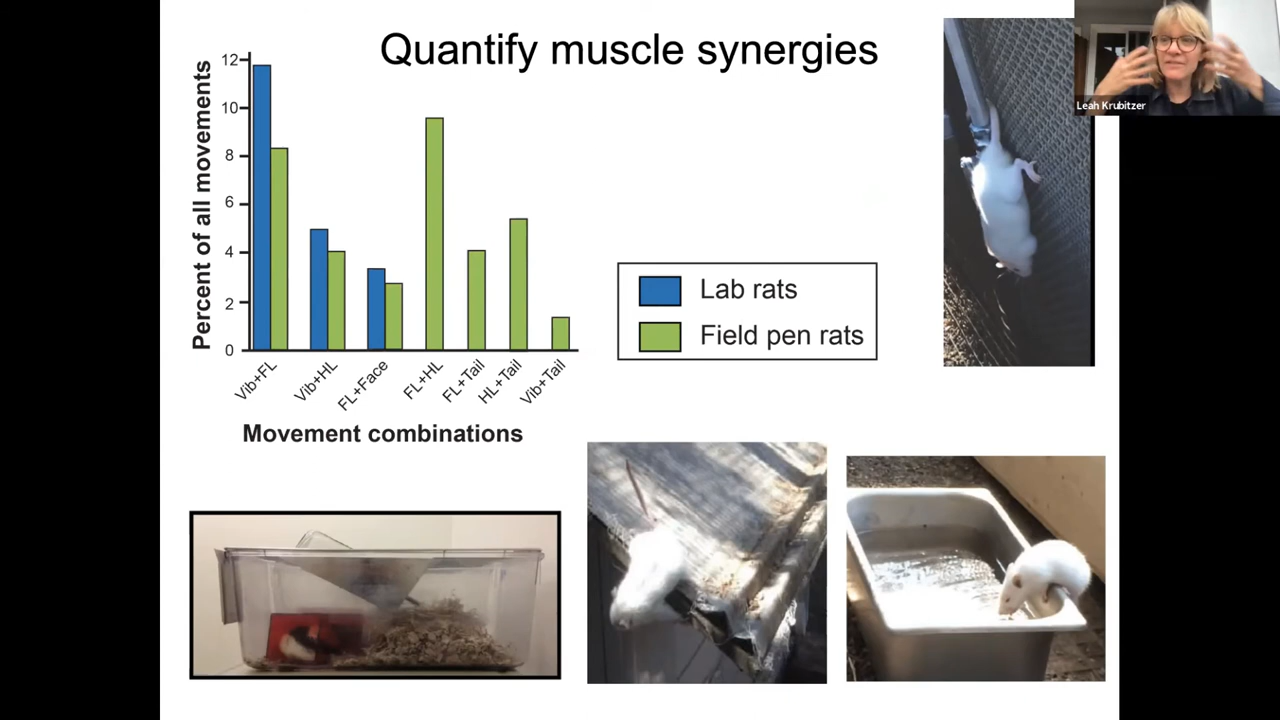 Quantify muscle synergies
Leah Krubitzer
Percent of all movements
12
10
8
6
4
2
0
Vib+FL
Vib+HL
FL+Face
FL+HL
FL+Tail
HL+Tail
Vib+Tail
Movement combinations
Lab rats
Field pen rats